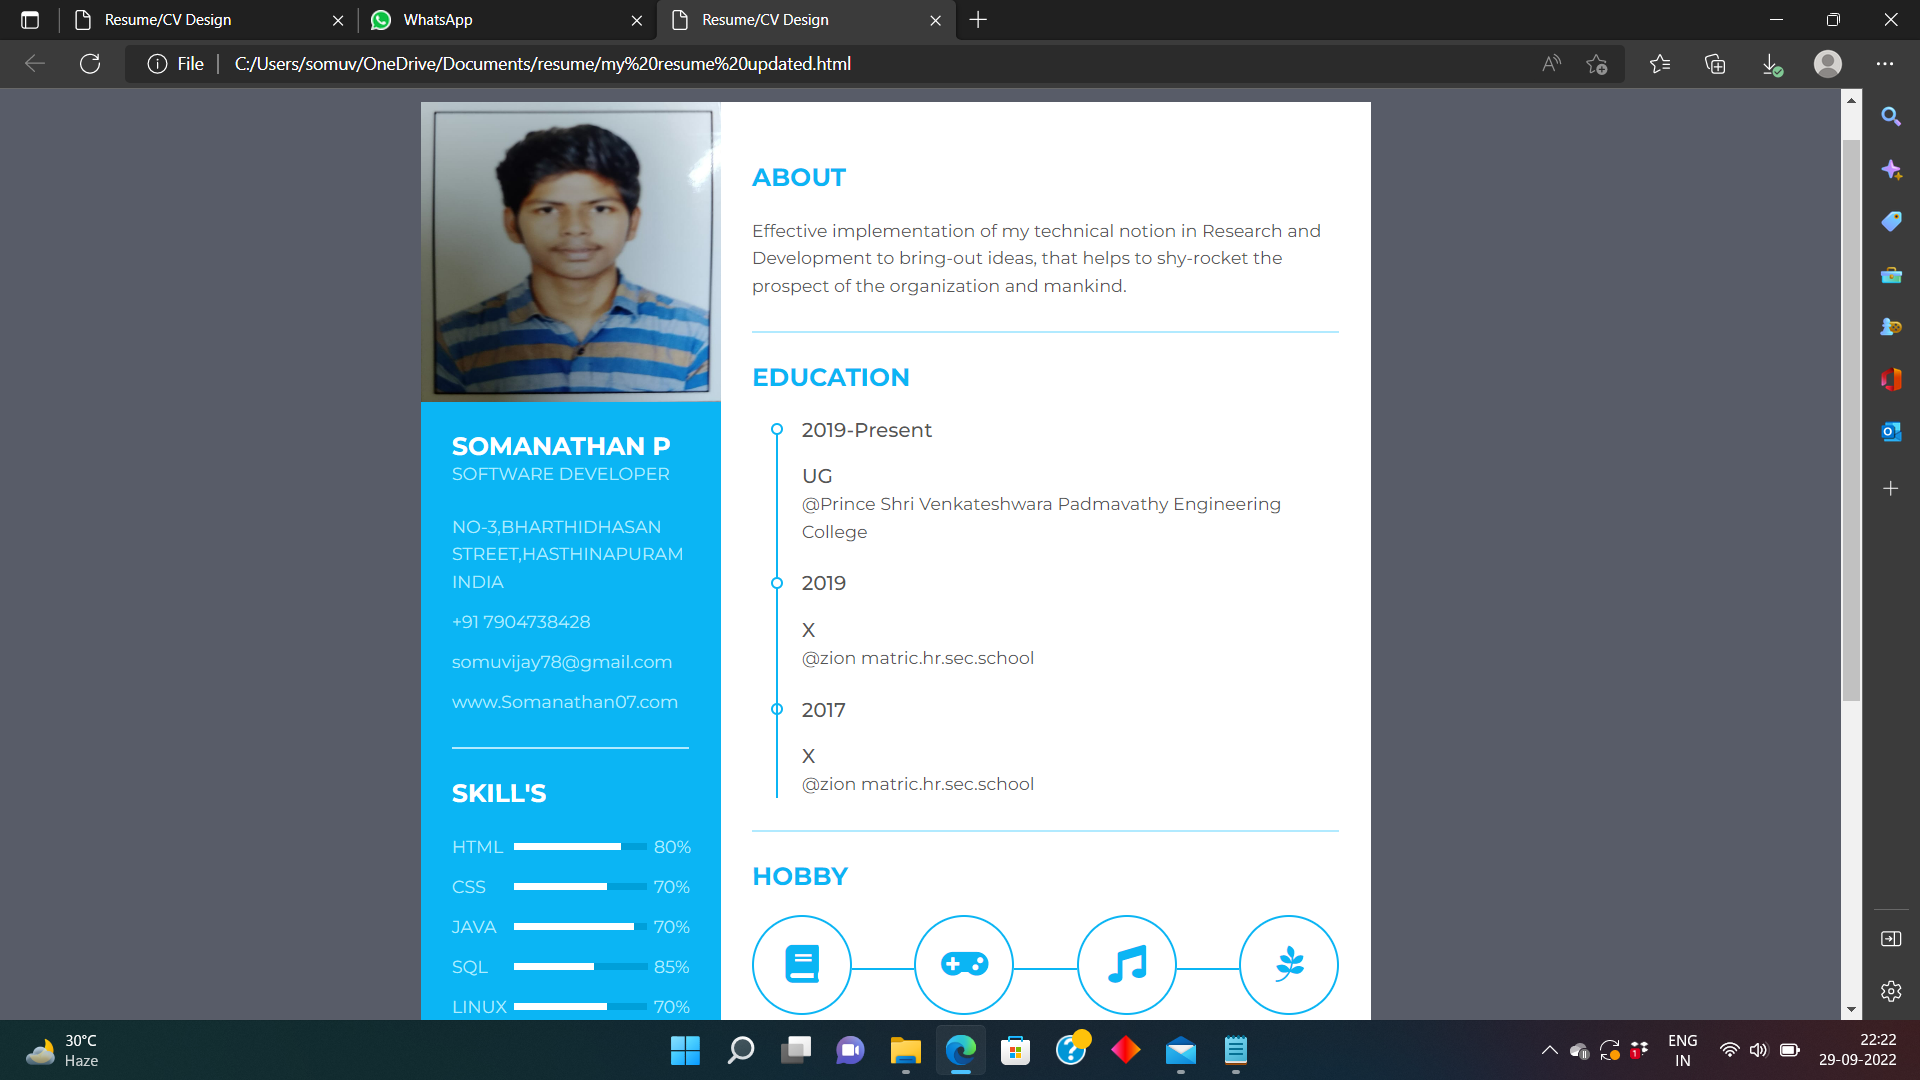 Resume/CV Design
WhatsApp
Resume/CV Design
File
C:/Users/somuv/OneDrive/Documents/resume/my%20resume%20updated.html
SOMANATHAN P
SOFTWARE DEVELOPER
NO-3,BHARTHIDHASAN
STREET,HASTHINAPURAM
INDIA
+91 7904738428
somuvijay78@gmail.com
www.Somanathan07.com
SKILL'S
HTML 80%
CSS 70%
JAVA 70%
SQL 85%
LINUX 70%
ABOUT
Effective implementation of my technical notion in Research and
Development to bring-out ideas, that helps to shy-rocket the
prospect of the organization and mankind.
EDUCATION
2019-Present
UG
@Prince Shri Venkateshwara Padmavathy Engineering
College
2019
X
@zion matric.hr.sec.school
2017
X
@zion matric.hr.sec.school
HOBBY
30°C
Haze
1
ENG
IN
22:22
29-09-2022